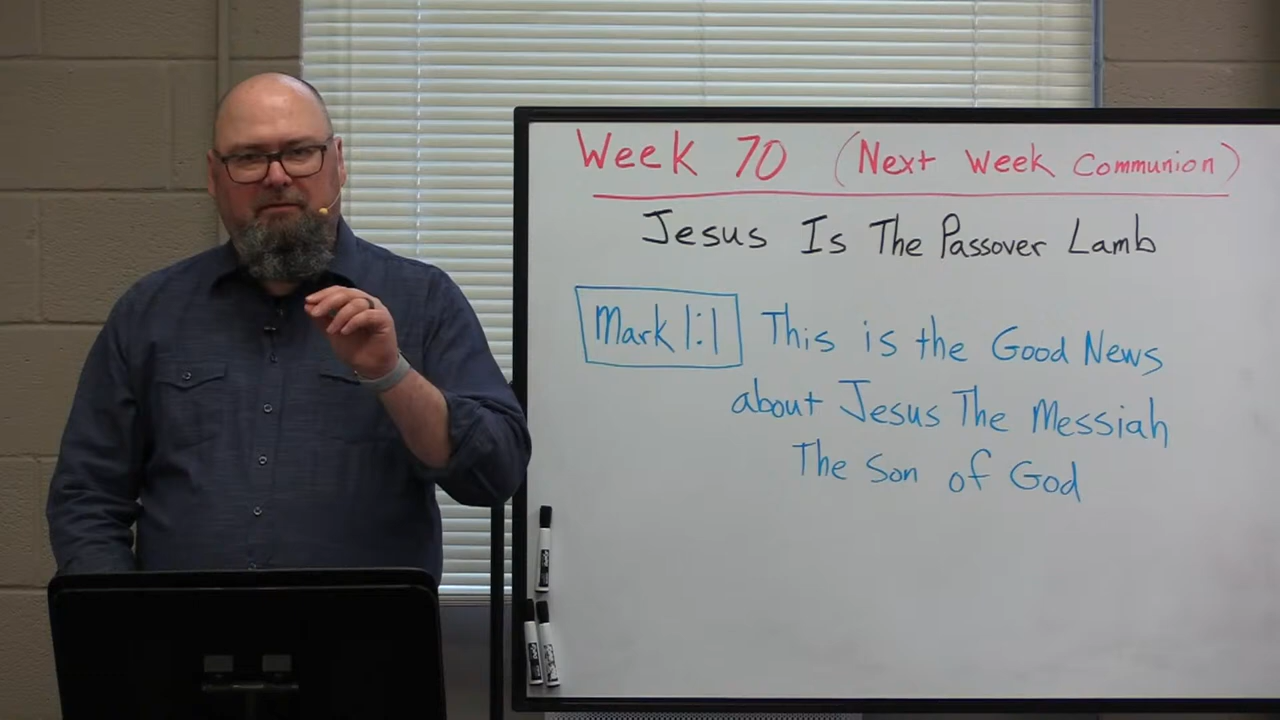 Week 70 (Next Week Communion)
Jesus Is The Passover Lamb
Mark 1:1 This is the Good News
about Jesus The Messiah
The Son of God